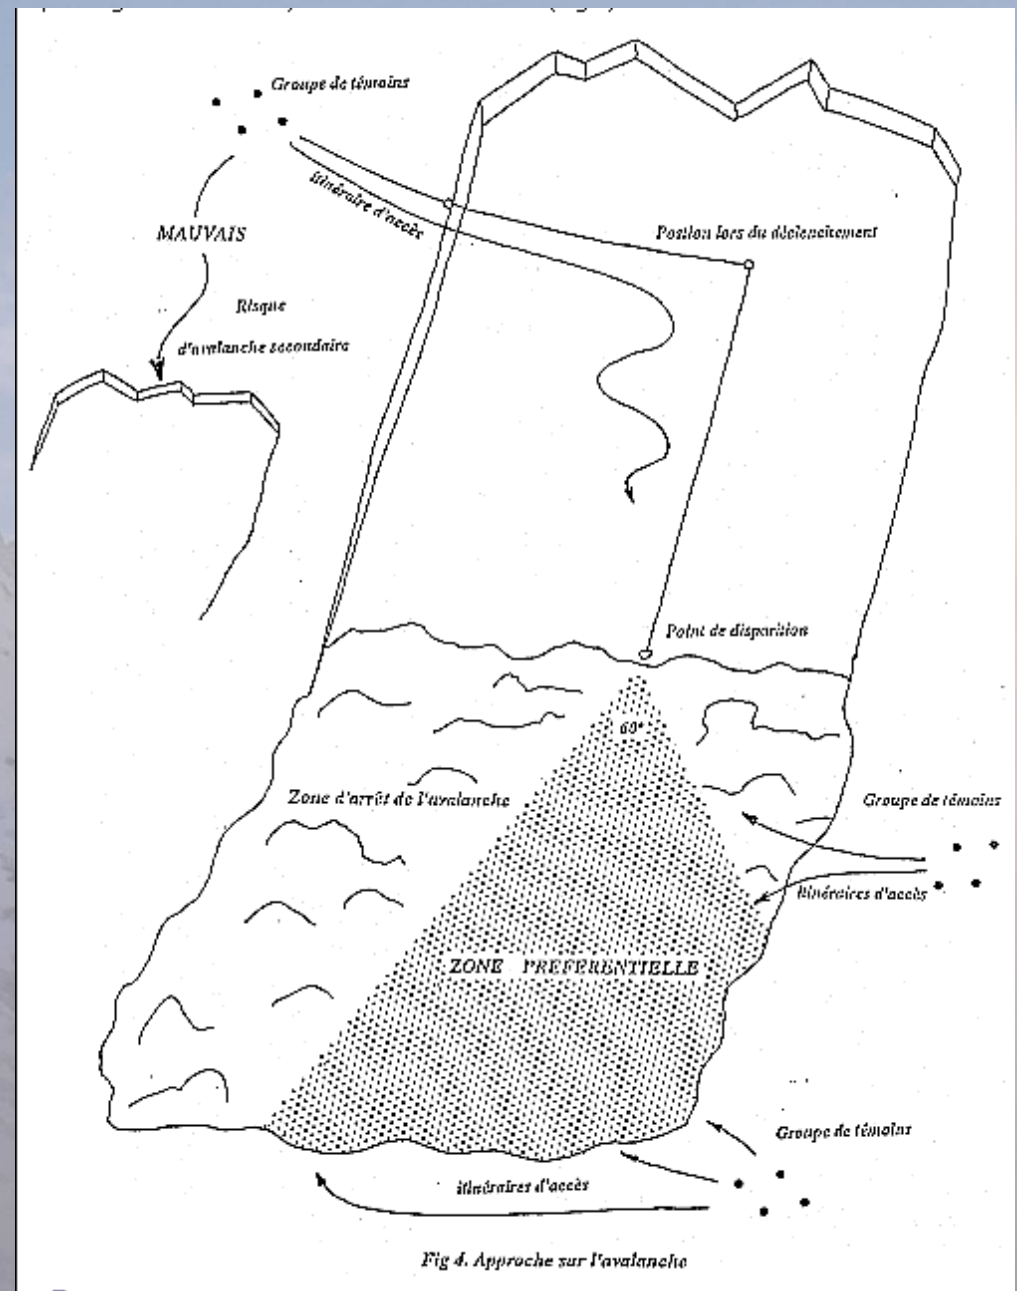 Groupe de témoins
itinéraire d'accès
MAUVAIS
Position lors du déclenchement
Risque
d'avalanche secondaire
Point de disparition
60°
Zone d'arrêt de l'avalanche
Groupe de témoins
Itinéraires d'accès
ZONE PREFERENTIELLE
Groupe de témoins
itinéraires d'accès
Fig 4. Approche sur l'avalanche